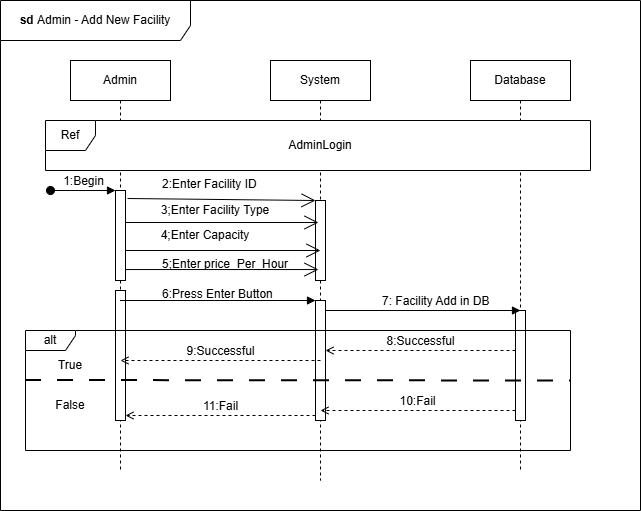 sd Admin - Add New Facility
Admin
System
Database
Ref
AdminLogin
1:Begin
2:Enter Facility ID
3;Enter Facility Type
4;Enter Capacity
5;Enter price_Per_Hour
6:Press Enter Button
7: Facility Add in DB
alt
8:Successful
9:Successful
True
False
10:Fail
11:Fail